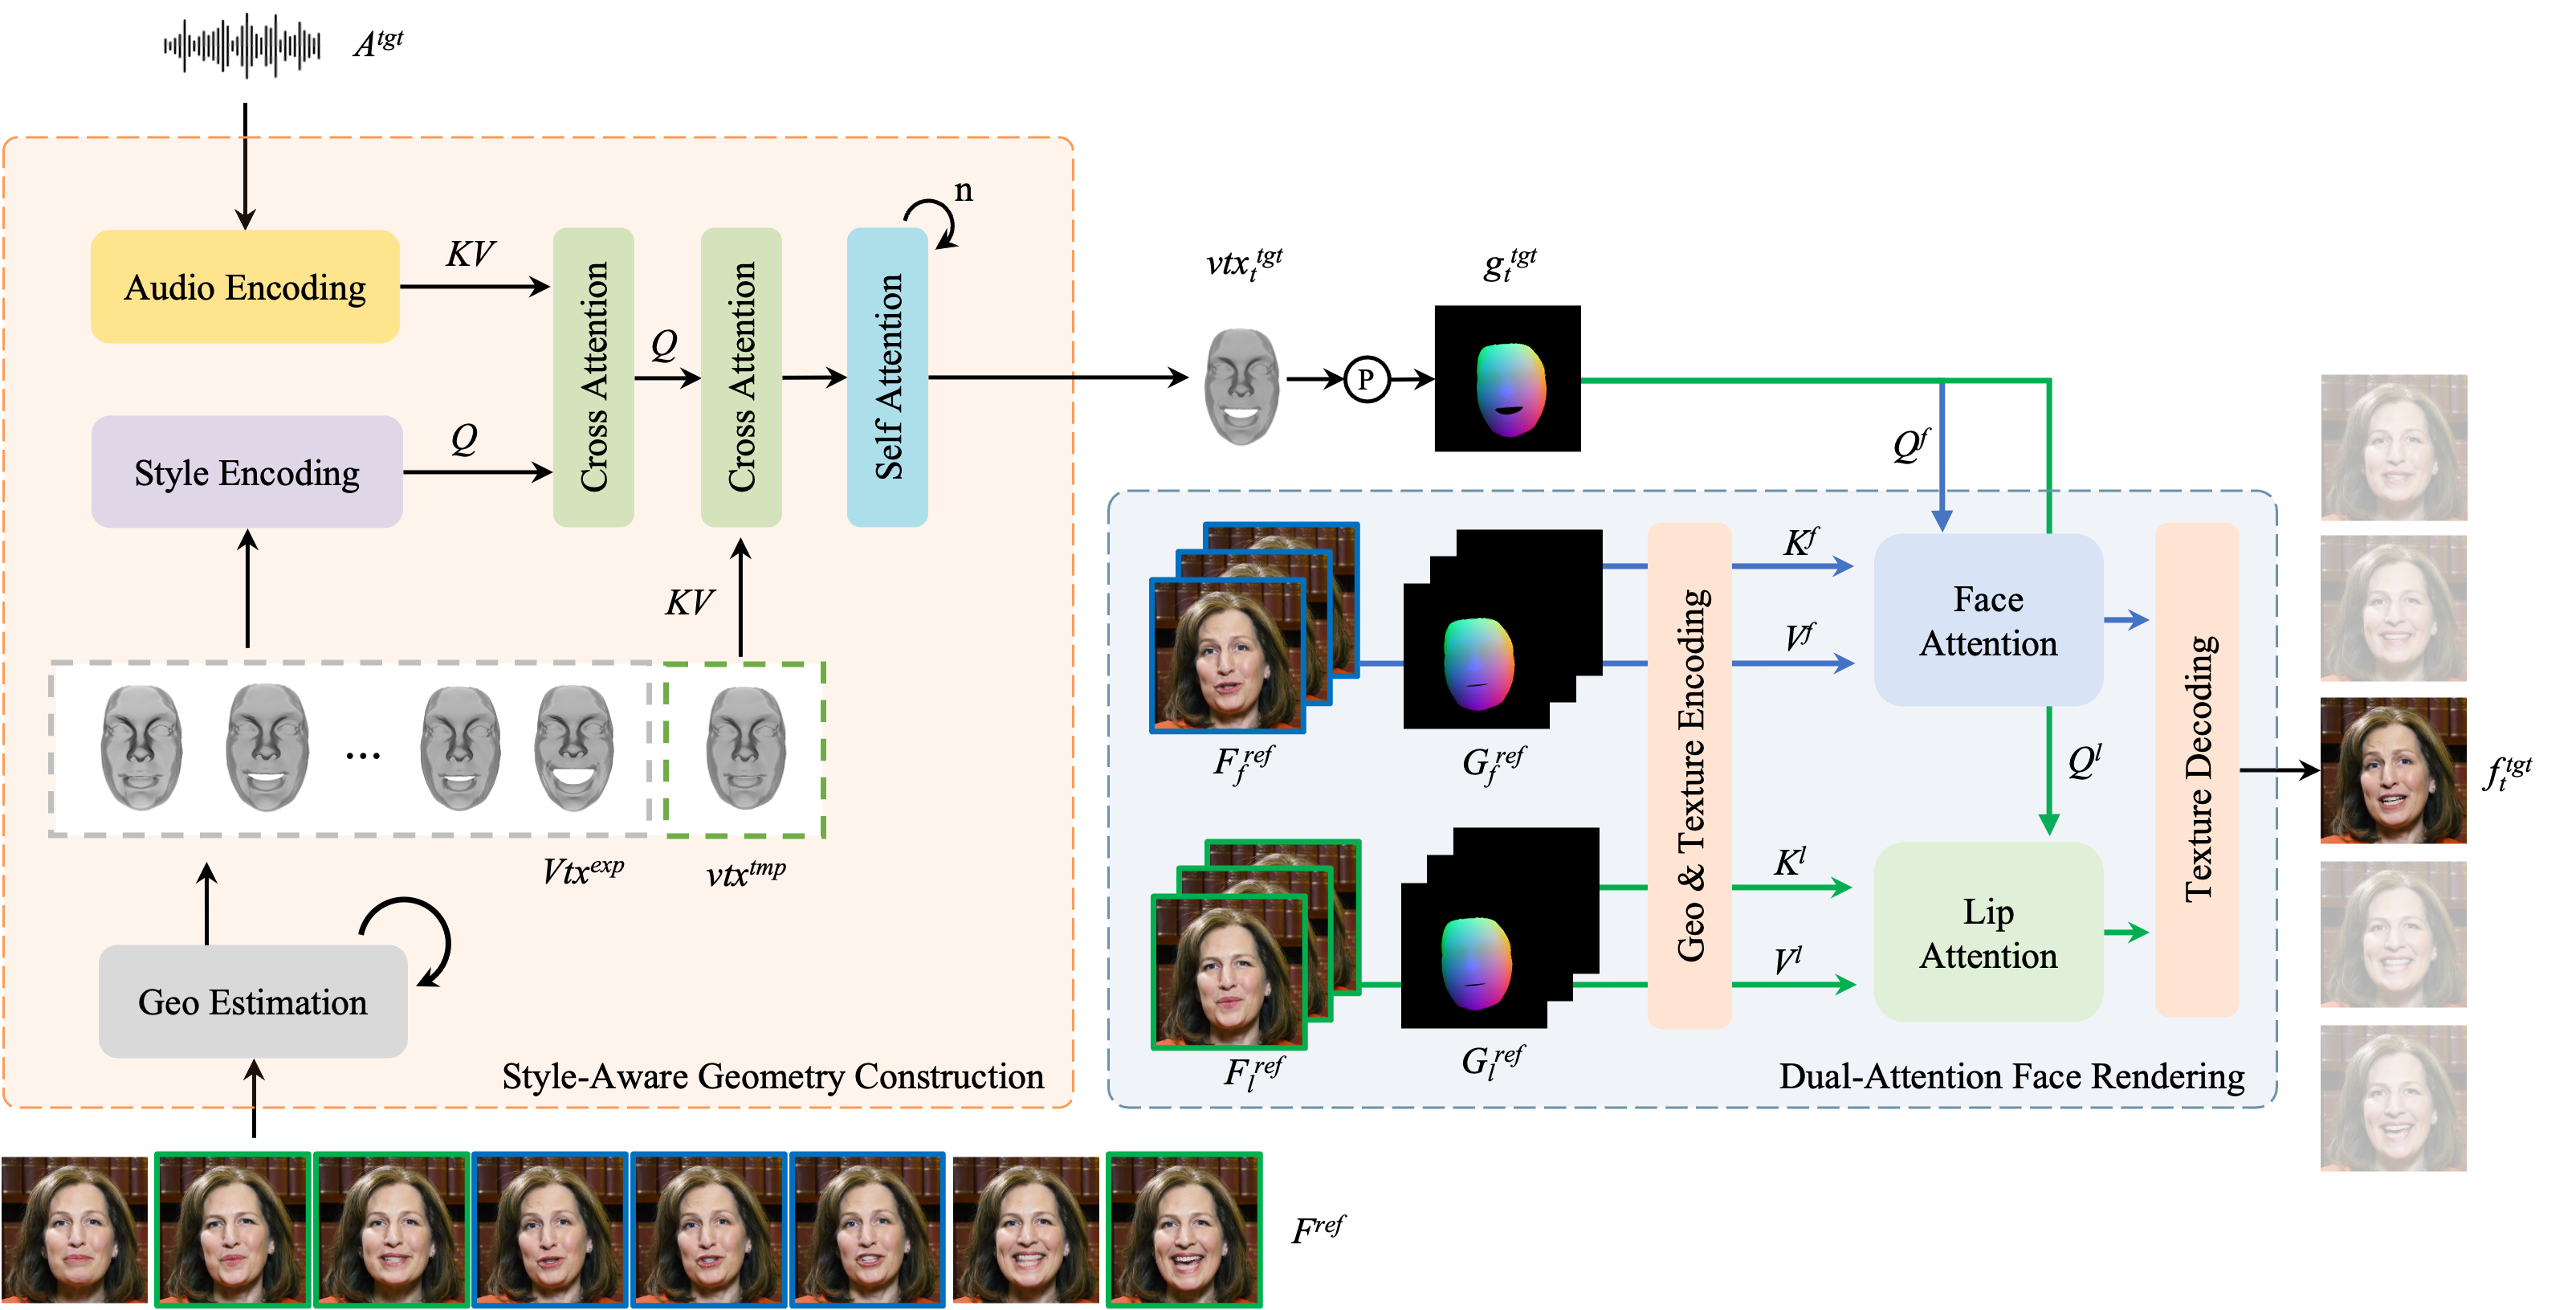 A^tgt
n
Audio Encoding
KV
Cross Attention
Q
Cross Attention
Self Attention
Style Encoding
Q
KV
...
Vtx^exp
vtx^tmp
Geo Estimation
Style-Aware Geometry Construction
F^ref
vtx_t^tgt
P
g_t^tgt
Q^f
F_f^ref
G_f^ref
Geo & Texture Encoding
K^f
V^f
Face
Attention
Q^l
F_l^ref
G_l^ref
K^l
V^l
Lip
Attention
Texture Decoding
Dual-Attention Face Rendering
f_t^tgt